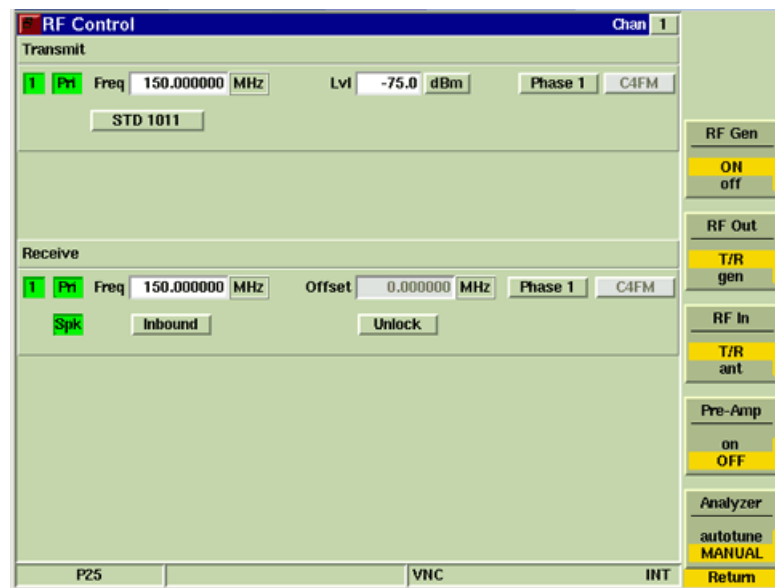 RF Control Chan 1
Transmit
1 Pri Freq 150.000000 MHz Lvl -75.0 dBm Phase 1 C4FM
STD 1011
Receive
1 Pri Freq 150.000000 MHz Offset 0.000000 MHz Phase 1 C4FM
Spk Inbound Unlock
RF Gen
ON
off
RF Out
T/R
gen
RF In
T/R
ant
Pre-Amp
on
OFF
Analyzer
autotune
MANUAL
Return
P25 VNC INT